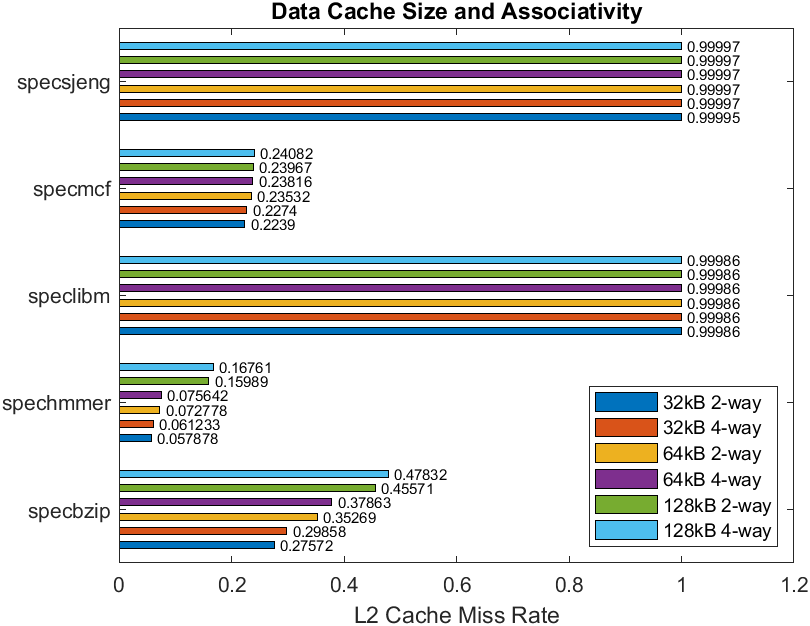 Data Cache Size and Associativity
specsjeng
0.99997
0.99997
0.99997
0.99997
0.99997
0.99995
specmcf
0.24082
0.23967
0.23816
0.23532
0.2274
0.2239
speclibm
0.99986
0.99986
0.99986
0.99986
0.99986
0.99986
spechmmer
0.16761
0.15989
0.075642
0.072778
0.061233
0.057878
specbzip
0.47832
0.45571
0.37863
0.35269
0.29858
0.27572
32kB 2-way
32kB 4-way
64kB 2-way
64kB 4-way
128kB 2-way
128kB 4-way
0 0.2 0.4 0.6 0.8 1 1.2
L2 Cache Miss Rate